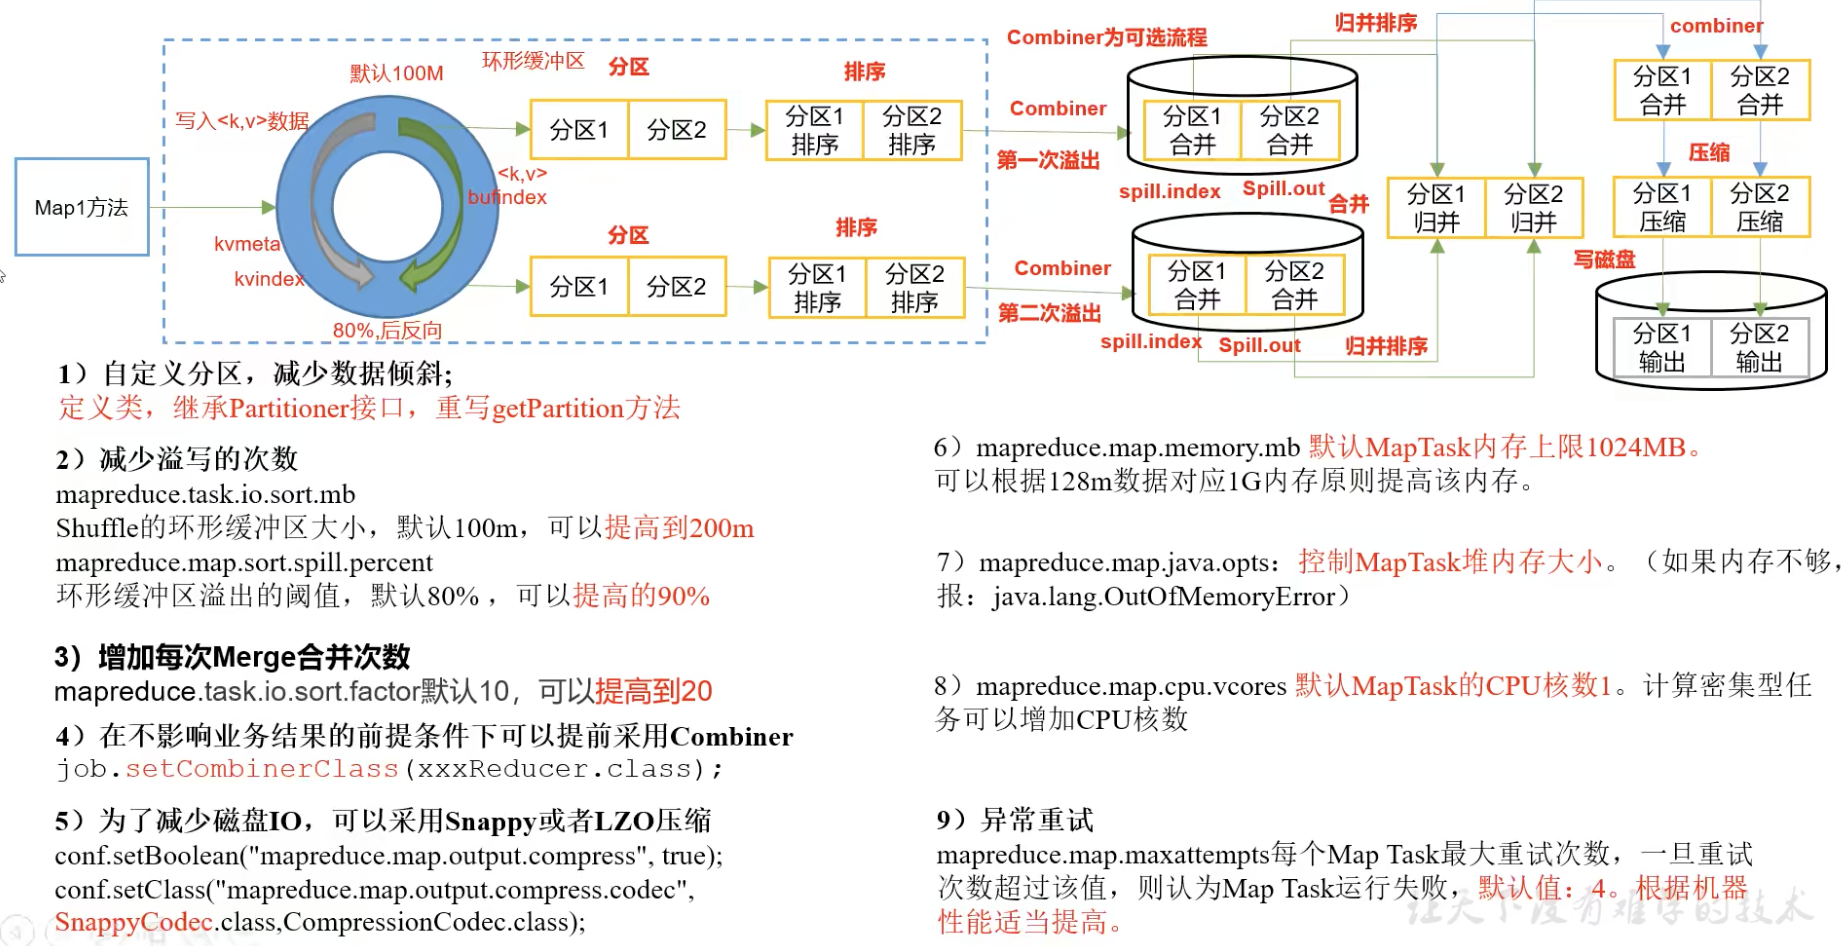 Map1方法
写入<k,v>数据
默认100M
环形缓冲区
<k,v>
bufindex
kvmeta
kvindex
80%,后反向
分区
分区1
分区2
排序
分区1
排序
分区2
排序
分区
分区1
分区2
排序
分区1
排序
分区2
排序
Combiner为可选流程
Combiner
第一次溢出
分区1
合并
分区2
合并
spill.index
Spill.out
Combiner
第二次溢出
分区1
合并
分区2
合并
spill.index
Spill.out
归并排序
合并
分区1
归并
分区2
归并
归并排序
combiner
分区1
合并
分区2
合并
压缩
分区1
压缩
分区2
压缩
写磁盘
分区1
输出
分区2
输出
1）自定义分区，减少数据倾斜;
定义类，继承Partitioner接口，重写getPartition方法
2）减少溢写的次数
mapreduce.task.io.sort.mb
Shuffle的环形缓冲区大小，默认100m，可以提高到200m
mapreduce.map.sort.spill.percent
环形缓冲区溢出的阈值，默认80% ，可以提高的90%
3）增加每次Merge合并次数
mapreduce.task.io.sort.factor默认10，可以提高到20
4）在不影响业务结果的前提条件下可以提前采用Combiner
job.setCombinerClass(xxxReducer.class);
5）为了减少磁盘IO，可以采用Snappy或者LZO压缩
conf.setBoolean("mapreduce.map.output.compress", true);
conf.setClass("mapreduce.map.output.compress.codec",
SnappyCodec.class,CompressionCodec.class);
6）mapreduce.map.memory.mb 默认MapTask内存上限1024MB。
可以根据128m数据对应1G内存原则提高该内存。
7）mapreduce.map.java.opts：控制MapTask堆内存大小。（如果内存不够，
报：java.lang.OutOfMemoryError）
8）mapreduce.map.cpu.vcores 默认MapTask的CPU核数1。计算密集型任
务可以增加CPU核数
9）异常重试
mapreduce.map.maxattempts每个Map Task最大重试次数，一旦重试
次数超过该值，则认为Map Task运行失败，默认值：4。根据机器
性能适当提高。
让天下没有难学的技术